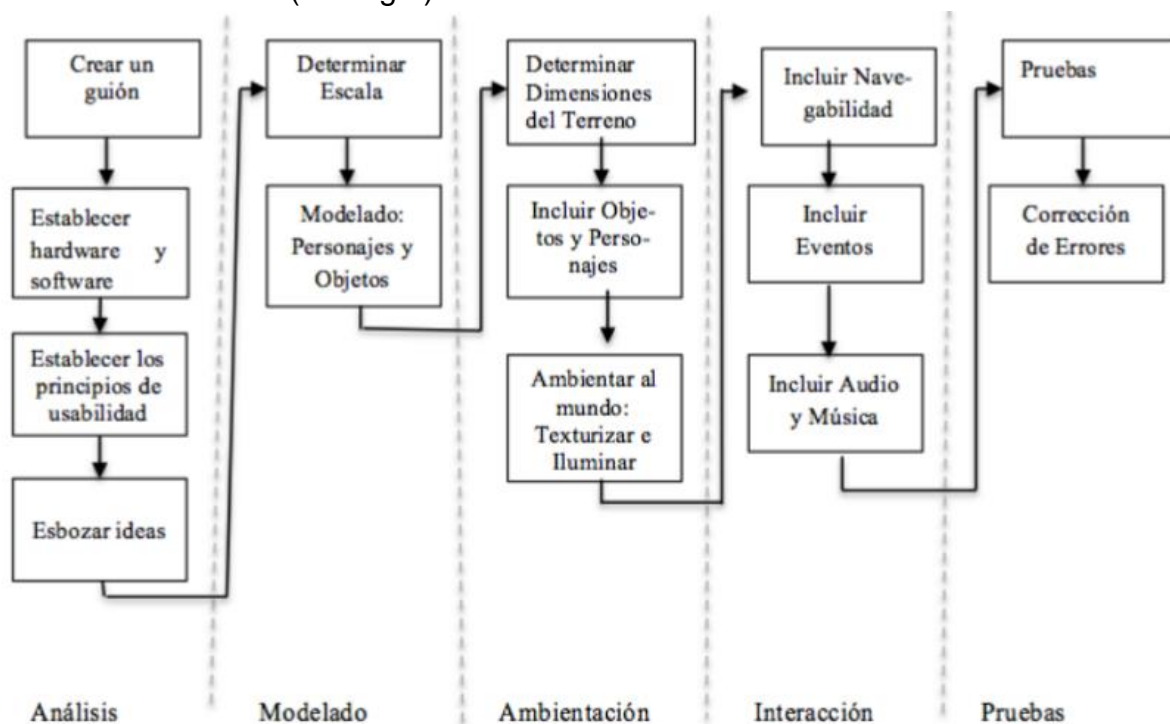 Crear un
guión
Establecer
hardware y
software
Establecer los
principios de
usabilidad
Esbozar ideas
Determinar
Escala
Modelado:
Personajes y
Objetos
Determinar
Dimensiones
del Terreno
Incluir Obje-
tos y Perso-
najes
Ambientar al
mundo:
Texturizar e
Iluminar
Incluir Nave-
gabilidad
Incluir
Eventos
Incluir Audio
y Música
Pruebas
Corrección
de Errores
Análisis
Modelado
Ambientación
Interacción
Pruebas